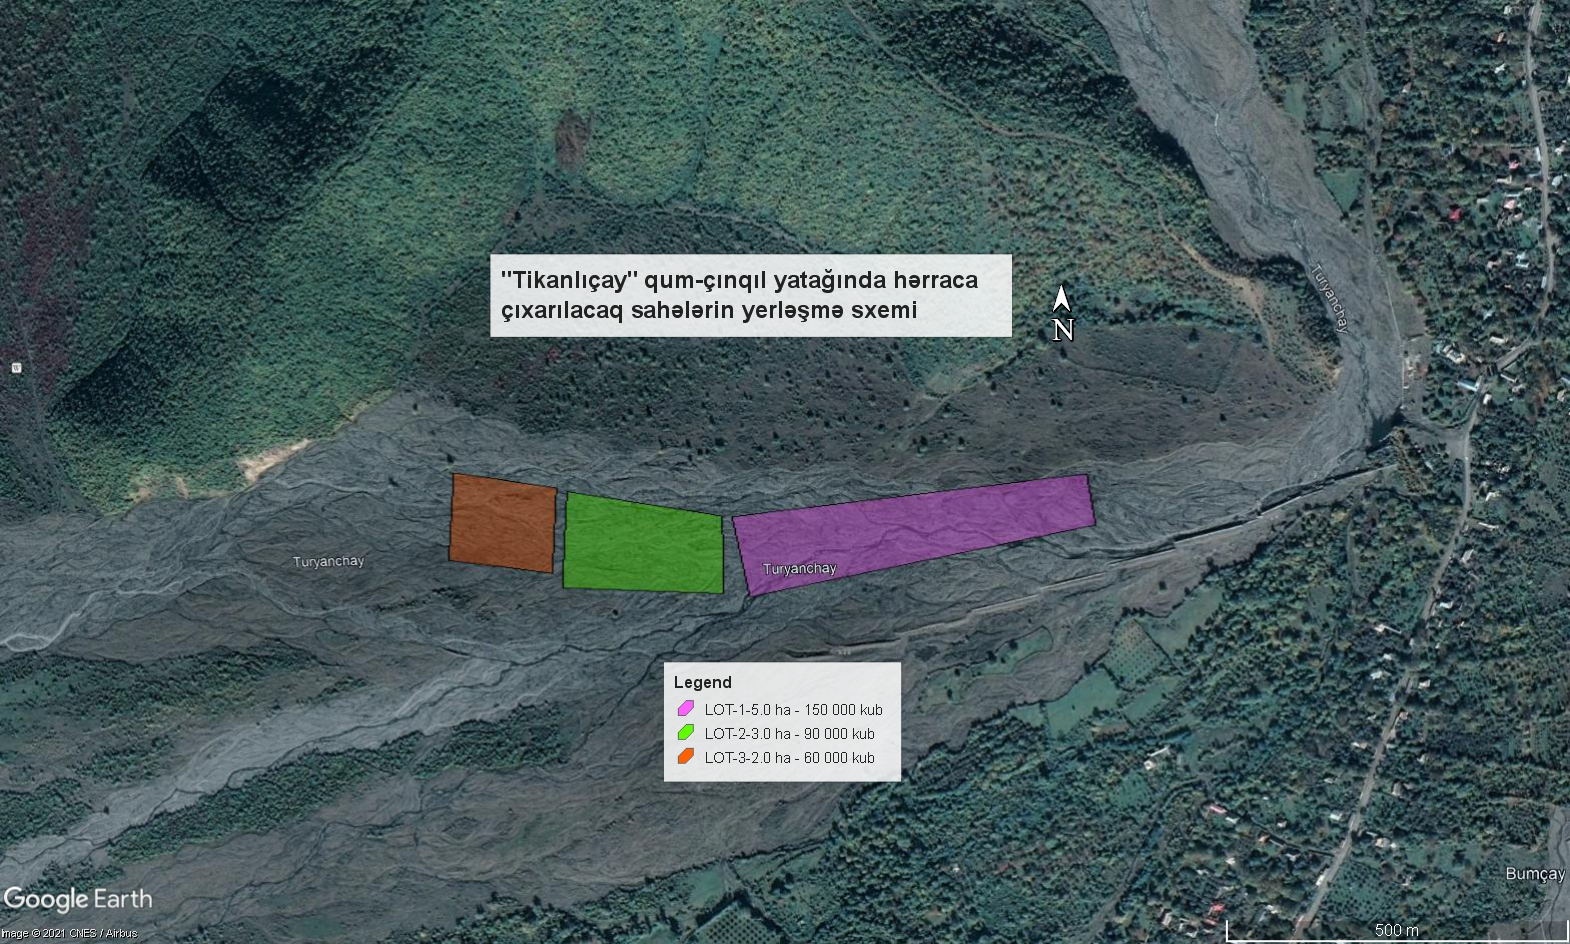 "Tikanlıçay" qum-çınqıl yatağında hərraca
çıxarılacaq sahələrin yerləşmə sxemi
N
Turyanchay
Turyanchay
Turyanchay
Legend
LOT-1-5.0 ha - 150 000 kub
LOT-2-3.0 ha - 90 000 kub
LOT-3-2.0 ha - 60 000 kub
Bumçay
Google Earth
Image © 2021 CNES / Airbus
500 m